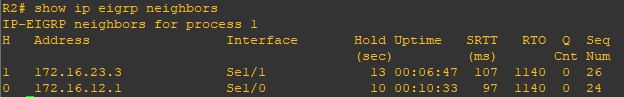 R2# show ip eigrp neighbors
IP-EIGRP neighbors for process 1
H   Address                 Interface       Hold Uptime   SRTT   RTO  Q  Seq
                                            (sec)         (ms)       Cnt Num
1   172.16.23.3             Se1/1             13 00:06:47  107  1140  0  26
0   172.16.12.1             Se1/0             10 00:10:33   97  1140  0  24